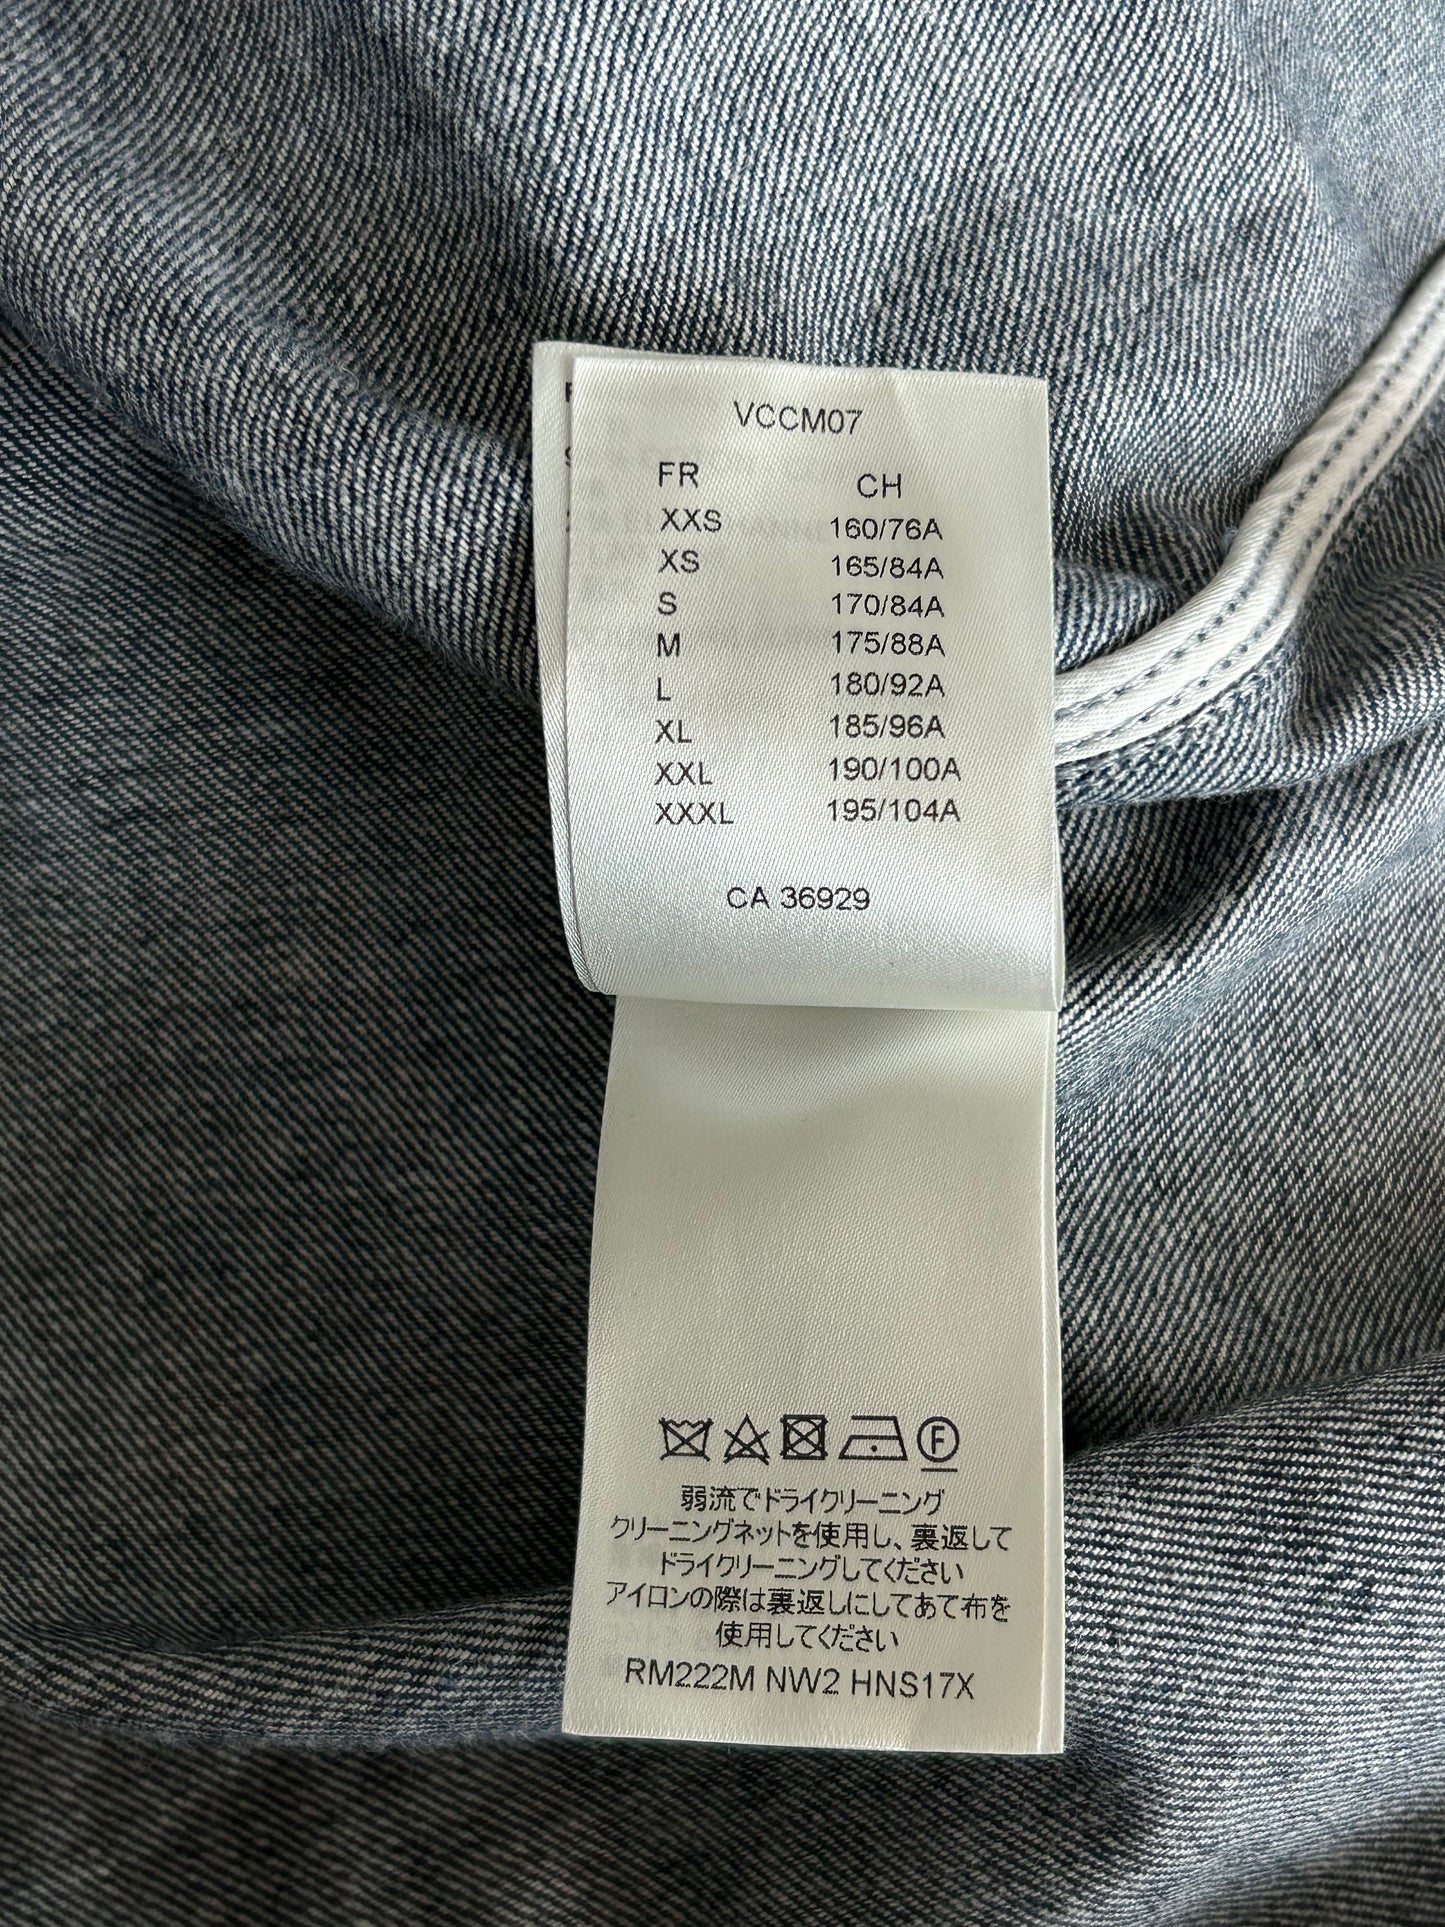 VCCM07
FR CH
XXS 160/76A
XS 165/84A
S 170/84A
M 175/88A
L 180/92A
XL 185/96A
XXL 190/100A
XXXL 195/104A
CA 36929
F
弱流でドライクリーニング
クリーニングネットを使用し、裏返して
ドライクリーニングしてください
アイロンの際は裏返しにしてあて布を
使用してください
RM222M NW2 HNS17X